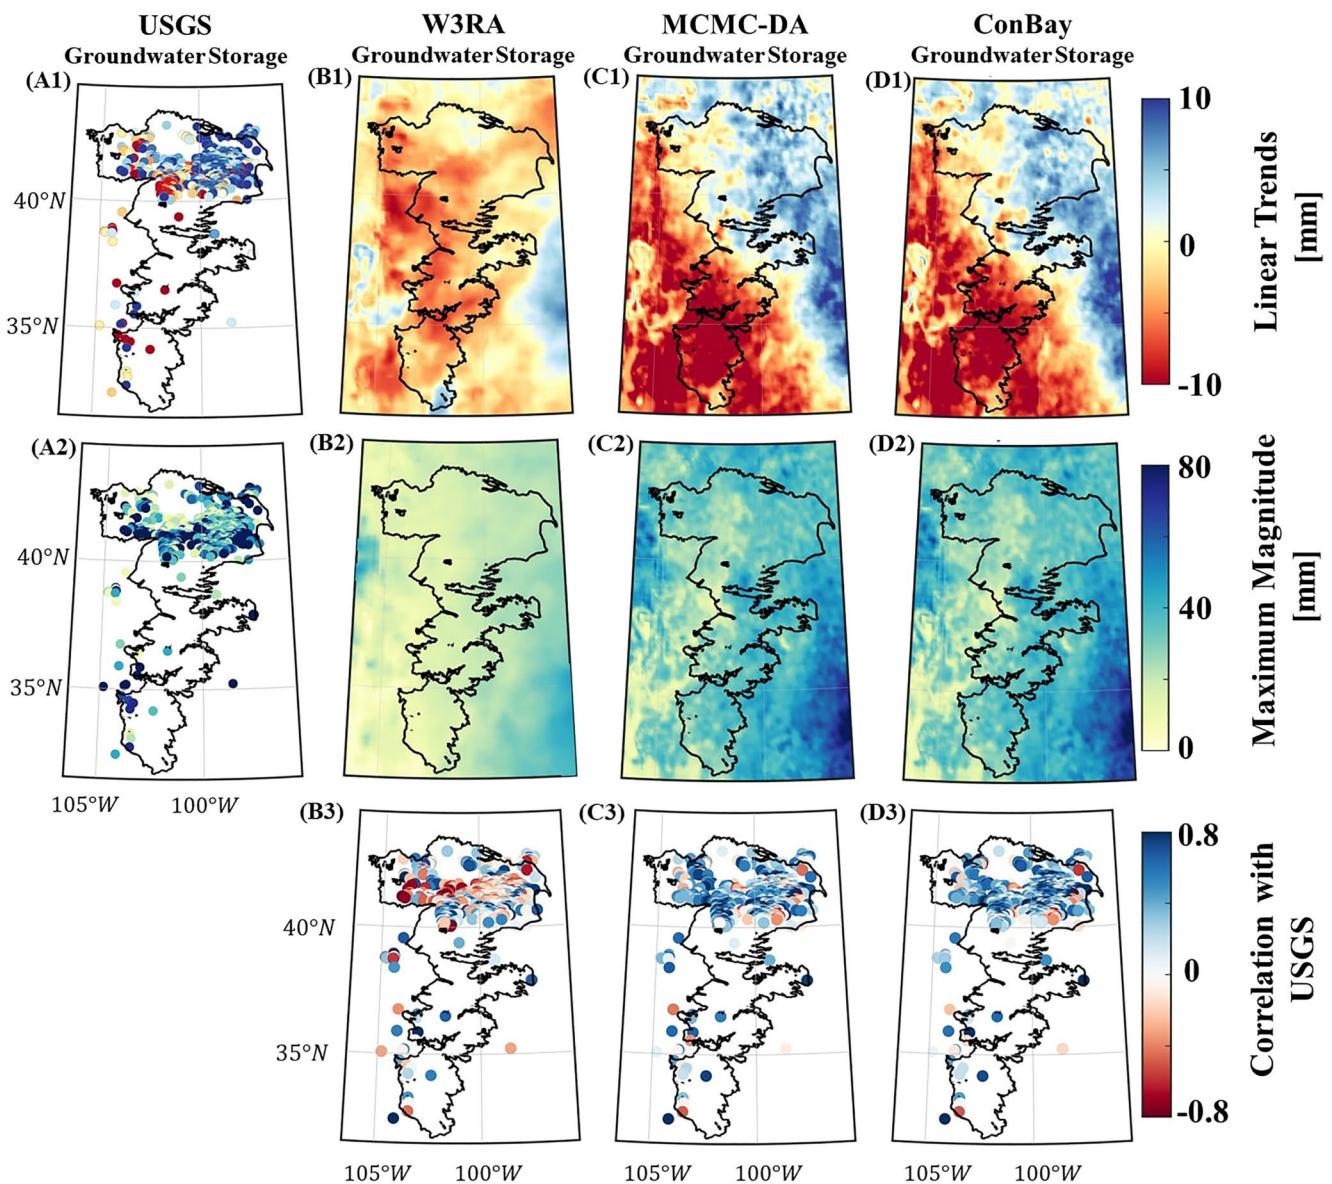 USGS
W3RA
MCMC-DA
ConBay
Groundwater Storage
Groundwater Storage
Groundwater Storage
Groundwater Storage
(A1)
(B1)
(C1)
(D1)
40°N
35°N
10
0
-10
Linear Trends
[mm]
(A2)
(B2)
(C2)
(D2)
40°N
35°N
105°W
100°W
80
40
0
Maximum Magnitude
[mm]
(B3)
(C3)
(D3)
40°N
35°N
105°W
100°W
105°W
100°W
105°W
100°W
0.8
0
-0.8
Correlation with
USGS